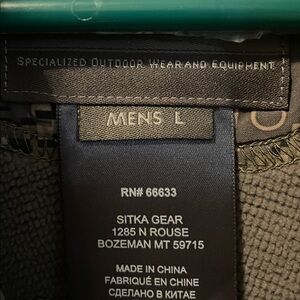 SPECIALIZED OUTDOOR WEAR AND EQUIPMENT
MENS L
RN# 66633
SITKA GEAR
1285 N ROUSE
BOZEMAN MT 59715
MADE IN CHINA
FABRIQUÉ EN CHINE
СДЕЛАНО В КИТАЕ